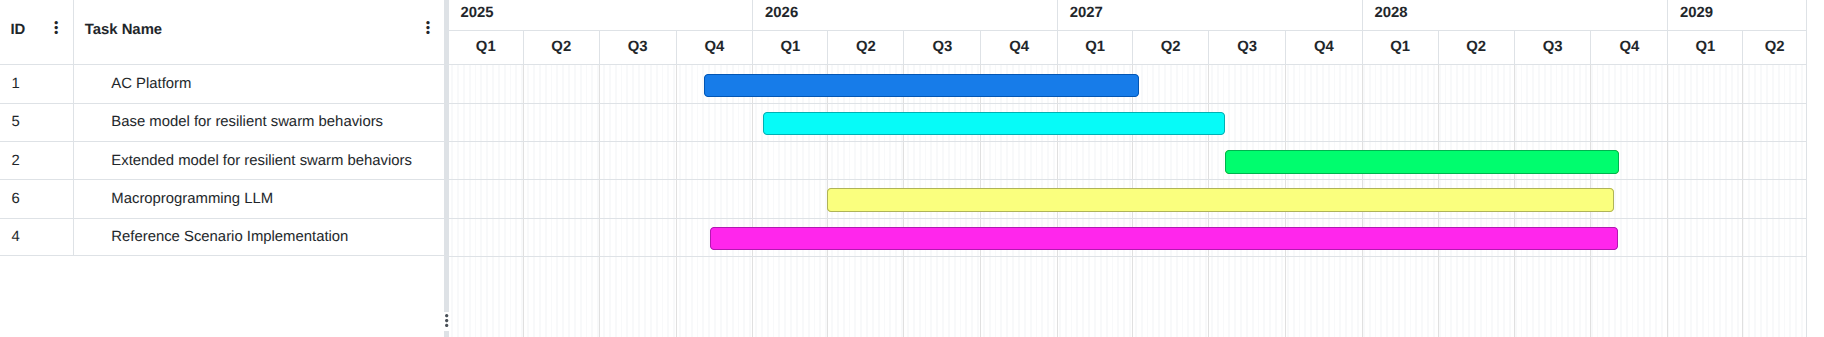 ID Task Name 2025 2026 2027 2028 2029
Q1 Q2 Q3 Q4 Q1 Q2 Q3 Q4 Q1 Q2 Q3 Q4 Q1 Q2 Q3 Q4 Q1 Q2
1 AC Platform
5 Base model for resilient swarm behaviors
2 Extended model for resilient swarm behaviors
6 Macroprogramming LLM
4 Reference Scenario Implementation